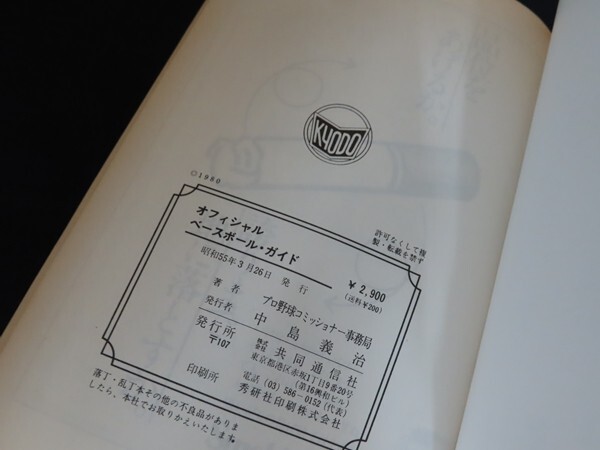 KYODO
©1980
オフィシャル
ベースボール・ガイド
昭和55年3月26日 発行
許可なくして複
製・転載を禁ず
¥2,900
(送料¥200)
著者 プロ野球コミッショナー事務局
発行者 中島義治
発行所 株式会社 共同通信社
〒107 東京都港区赤坂1丁目9番20号
(第16興和ビル)
電話 (03) 586-0152 (代表)
印刷所 秀研社印刷株式会社
落丁・乱丁本その他の不良品がありま
したら、本社でお取りかえいたします。